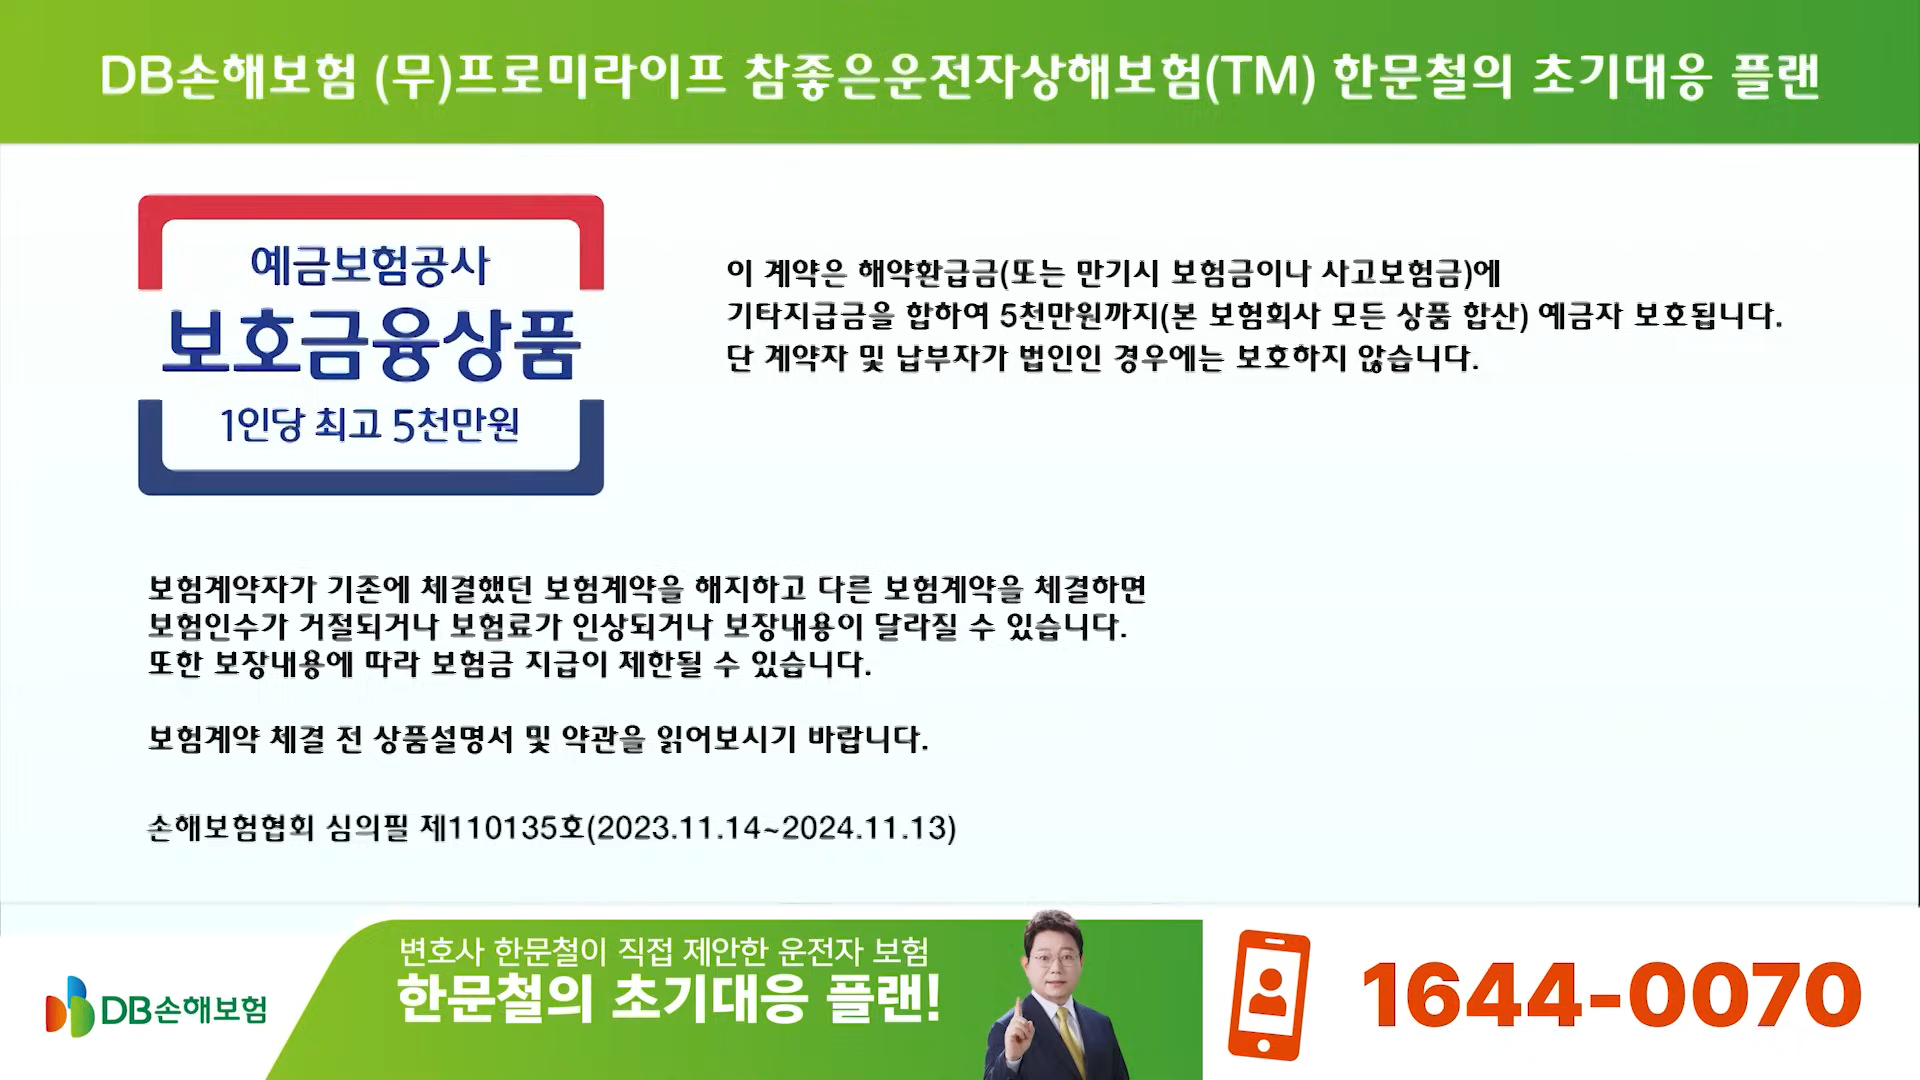 DB손해보험 (무)프로미라이프 참좋은운전자상해보험(TM) 한문철의 초기대응 플랜
예금보험공사
보호금융상품
1인당 최고 5천만원
이 계약은 해약환급금(또는 만기시 보험금이나 사고보험금)에
기타지급금을 합하여 5천만원까지(본 보험회사 모든 상품 합산) 예금자 보호됩니다.
단 계약자 및 납부자가 법인인 경우에는 보호하지 않습니다.
보험계약자가 기존에 체결했던 보험계약을 해지하고 다른 보험계약을 체결하면
보험인수가 거절되거나 보험료가 인상되거나 보장내용이 달라질 수 있습니다.
또한 보장내용에 따라 보험금 지급이 제한될 수 있습니다.
보험계약 체결 전 상품설명서 및 약관을 읽어보시기 바랍니다.
손해보험협회 심의필 제110135호(2023.11.14~2024.11.13)
DB손해보험
변호사 한문철이 직접 제안한 운전자 보험
한문철의 초기대응 플랜!
1644-0070